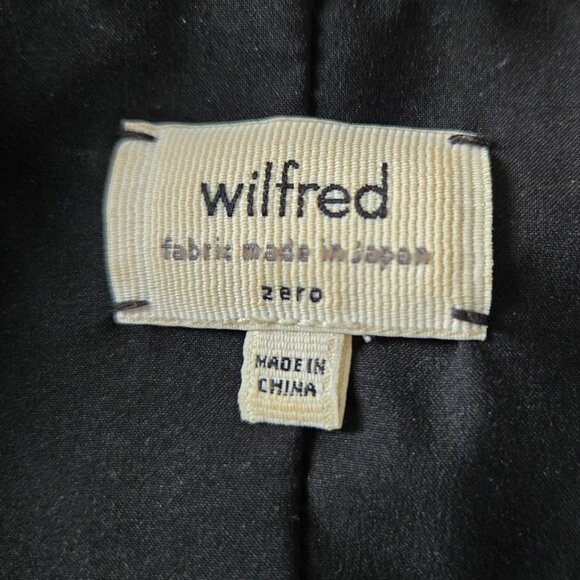 wilfred
fabric made in Japan
zero
MADE IN
CHINA